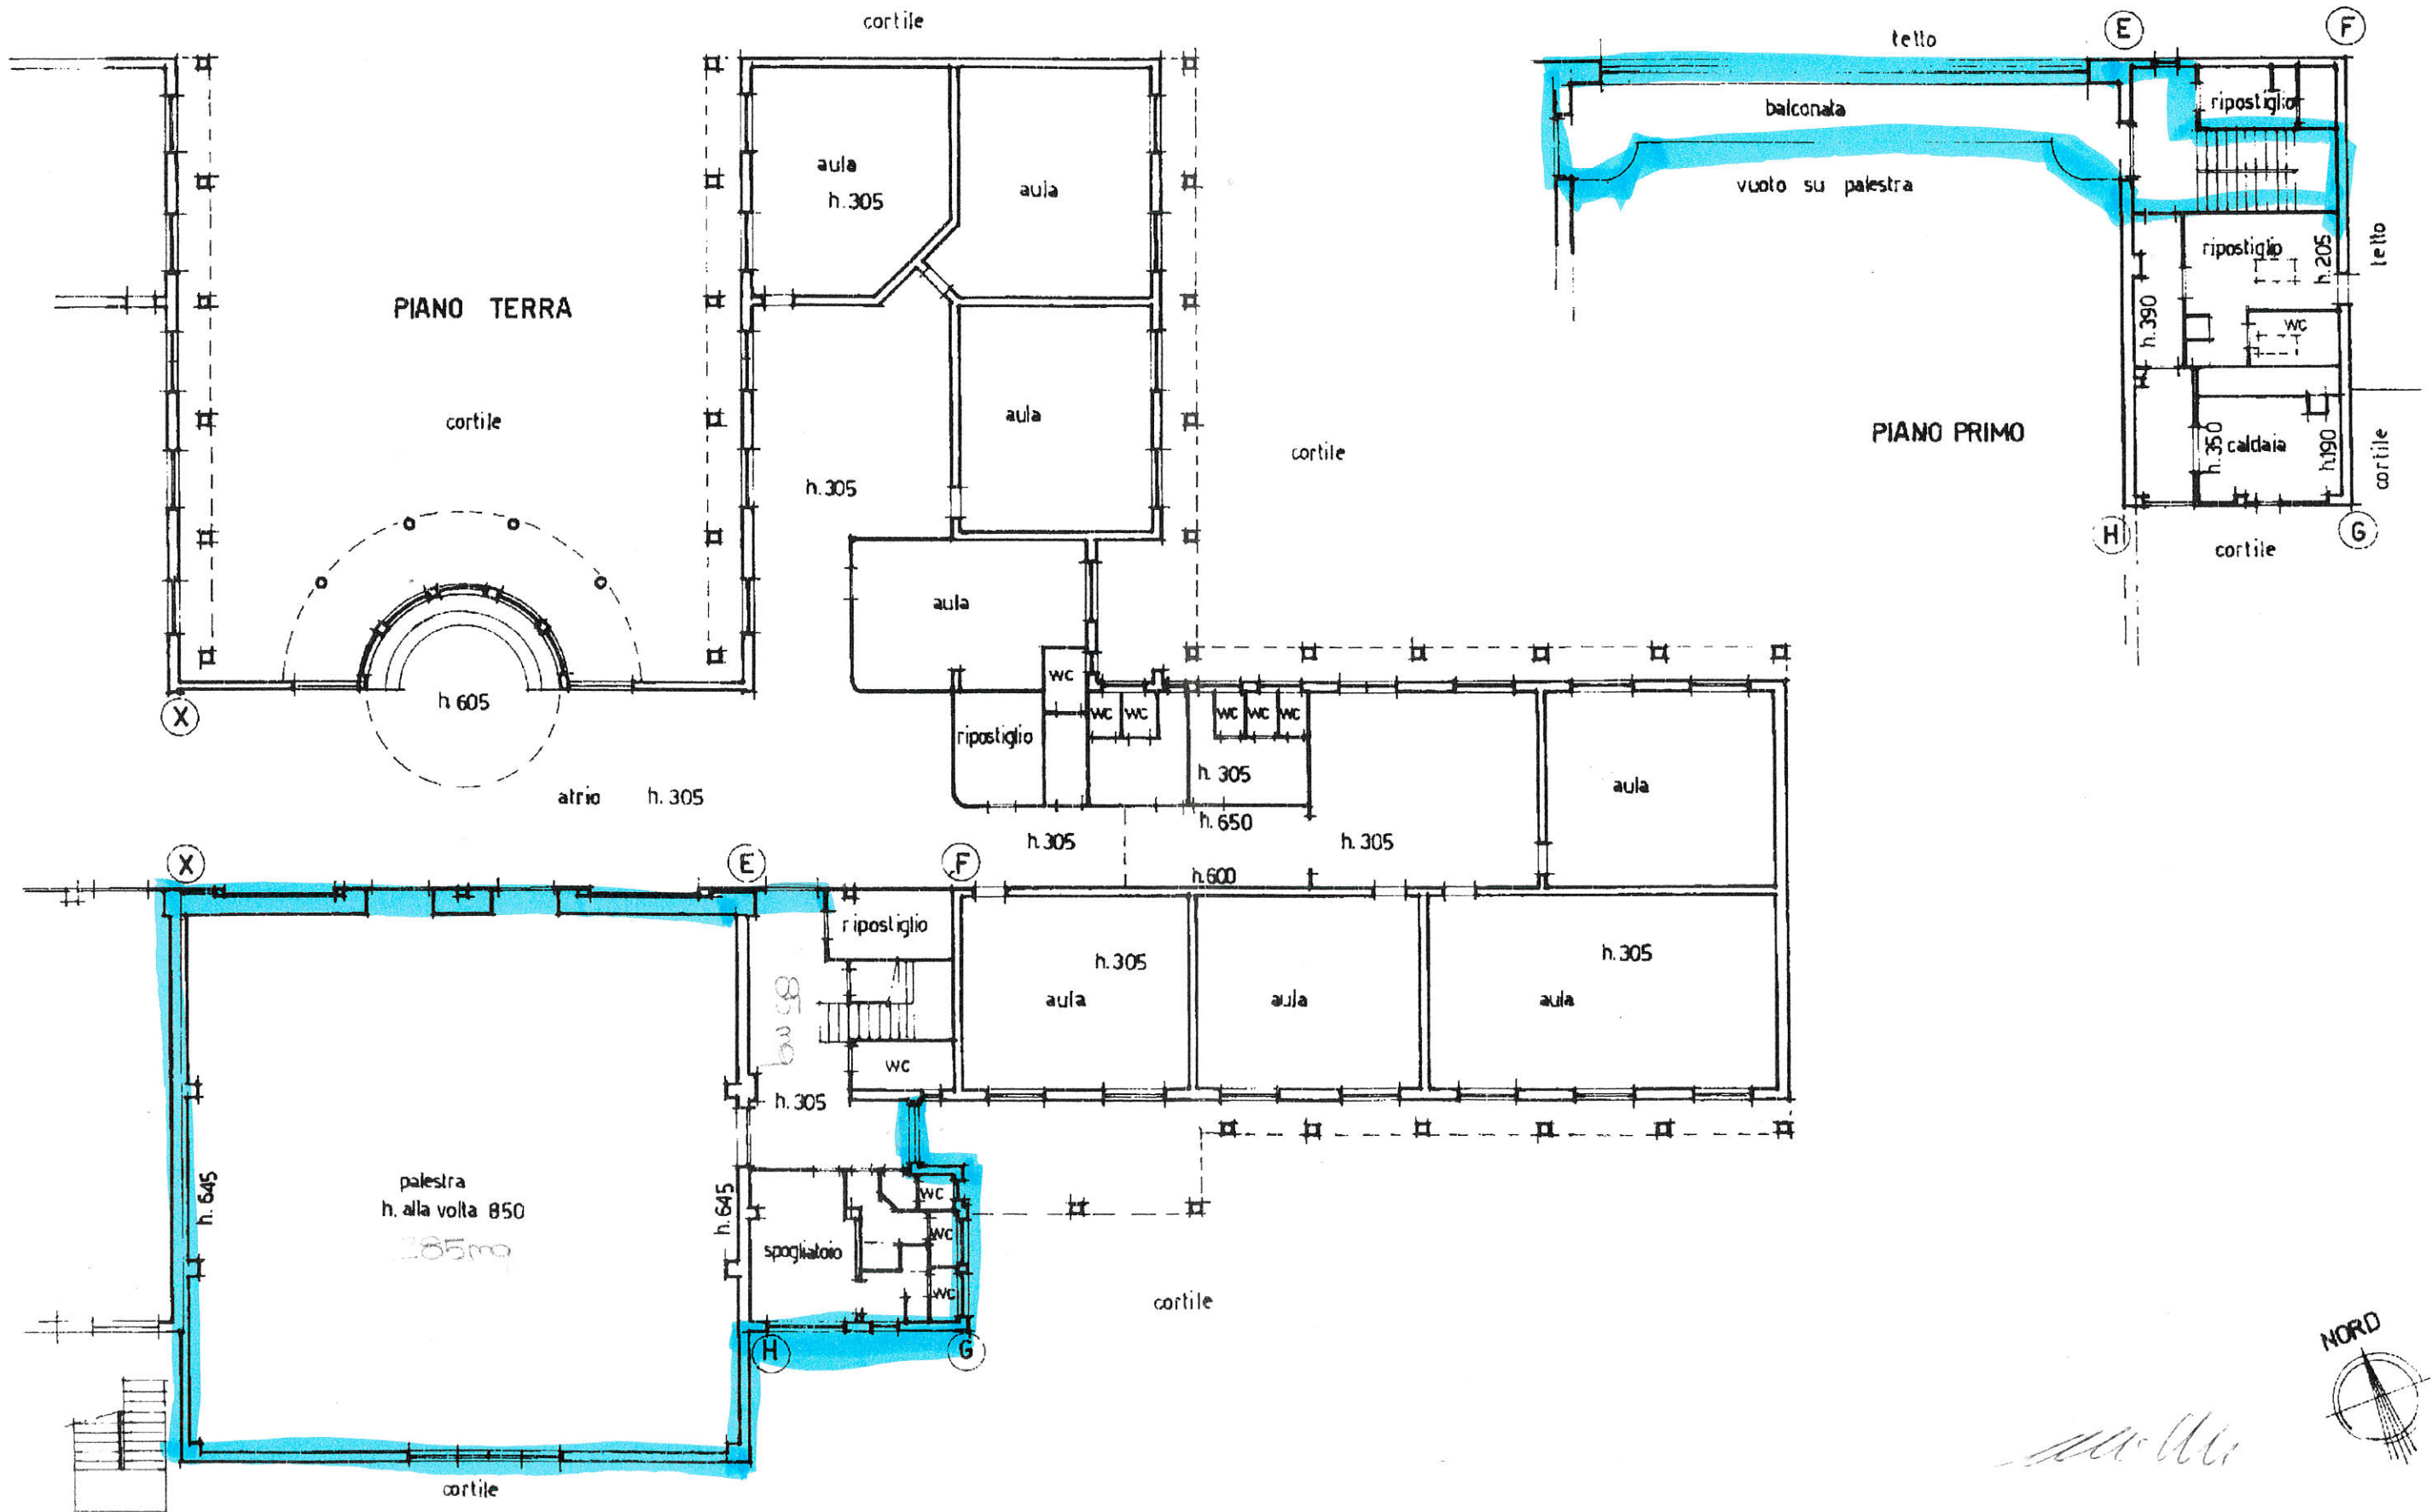 cortile
tetto
E
F
ripostiglio
balconata
aula
h.305
aula
vuoto su palestra
ripostiglio
h.205
tetto
PIANO TERRA
h.390
wc
cortile
aula
PIANO PRIMO
cortile
h.350
caldaia
h.190
cortile
h.305
H
G
cortile
aula
wc
X
h 605
wc
wc
wc
wc
wc
ripostiglio
h. 305
aula
atrio
h. 305
h.650
h.305
h.305
X
E
F
h.600
ripostiglio
h.305
h.305
85 mq
aula
aula
aula
wc
h.305
palestra
h. alla volta 850
285mq
h.645
h.645
wc
wc
wc
spogliatoio
cortile
H
G
NORD
cortile